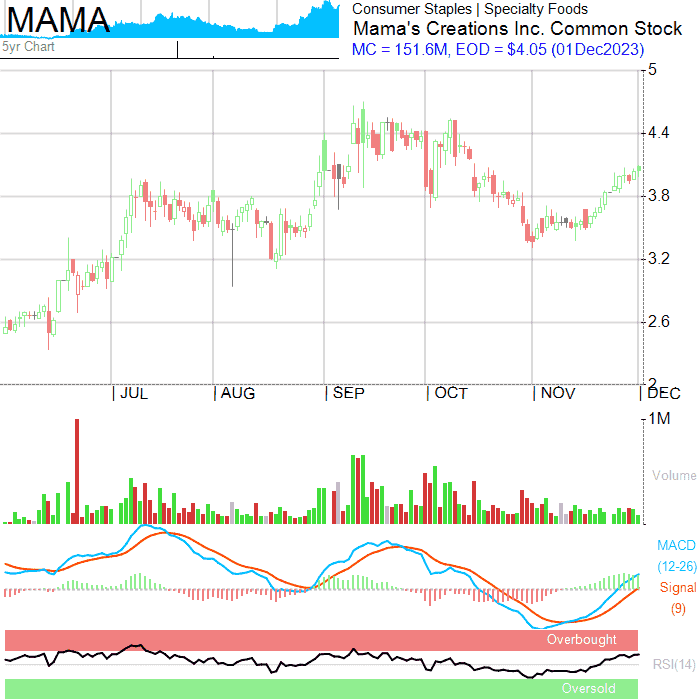 MAMA
5yr Chart
Consumer Staples | Specialty Foods
Mama's Creations Inc. Common Stock
MC = 151.6M, EOD = $4.05 (01Dec2023)
5
4.4
3.8
3.2
2.6
2
JUL AUG SEP OCT NOV DEC
1M
Volume
MACD
(12-26)
Signal
(9)
Overbought
RSI(14)
Oversold